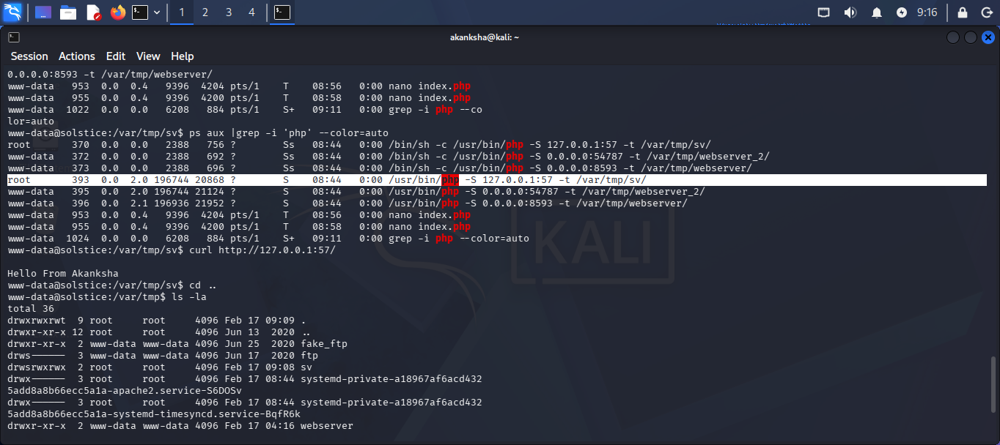 1 2 3 4 9:16
akanksha@kali: ~
Session Actions Edit View Help
0.0.0.0:8593 -t /var/tmp/webserver/
www-data   953  0.0  0.4   9396  4204 pts/1    T    08:56   0:00 nano index.php
www-data   955  0.0  0.4   9396  4200 pts/1    T    08:58   0:00 nano index.php
www-data  1022  0.0  0.0   6208   884 pts/1    S+   09:11   0:00 grep -i php --co
lor=auto
www-data@solstice:/var/tmp/sv$ ps aux |grep -i 'php' --color=auto
root       370  0.0  0.0   2388   756 ?        Ss   08:44   0:00 /bin/sh -c /usr/bin/php -S 127.0.0.1:57 -t /var/tmp/sv/
www-data   372  0.0  0.0   2388   692 ?        Ss   08:44   0:00 /bin/sh -c /usr/bin/php -S 0.0.0.0:54787 -t /var/tmp/webserver_2/
www-data   373  0.0  0.0   2388   696 ?        Ss   08:44   0:00 /bin/sh -c /usr/bin/php -S 0.0.0.0:8593 -t /var/tmp/webserver/
root       393  0.0  2.0 196744 20868 ?        S    08:44   0:00 /usr/bin/php -S 127.0.0.1:57 -t /var/tmp/sv/
www-data   395  0.0  2.0 196744 21124 ?        S    08:44   0:00 /usr/bin/php -S 0.0.0.0:54787 -t /var/tmp/webserver_2/
www-data   396  0.0  2.1 196936 21952 ?        S    08:44   0:00 /usr/bin/php -S 0.0.0.0:8593 -t /var/tmp/webserver/
www-data   953  0.0  0.4   9396  4204 pts/1    T    08:56   0:00 nano index.php
www-data   955  0.0  0.4   9396  4200 pts/1    T    08:58   0:00 nano index.php
www-data  1024  0.0  0.0   6208   884 pts/1    S+   09:11   0:00 grep -i php --color=auto
www-data@solstice:/var/tmp/sv$ curl http://127.0.0.1:57/
KALI
Hello From Akanksha
www-data@solstice:/var/tmp/sv$ cd ..
www-data@solstice:/var/tmp$ ls -la
total 36
drwxrwxrwt  9 root     root     4096 Feb 17 09:09 .
drwxr-xr-x 12 root     root     4096 Jun 13  2020 ..
drwxr-xr-x  2 www-data www-data 4096 Jun 25  2020 fake_ftp
drws------  3 www-data www-data 4096 Jun 17  2020 ftp
drwsrwxrwx  2 root     root     4096 Feb 17 09:08 sv
drwx------  3 root     root     4096 Feb 17 08:44 systemd-private-a18967af6acd432
5add8a8b66ecc5a1a-apache2.service-S6DOSv
drwx------  3 root     root     4096 Feb 17 08:44 systemd-private-a18967af6acd432
5add8a8b66ecc5a1a-systemd-timesyncd.service-BqfR6k
drwxr-xr-x  2 www-data www-data 4096 Feb 17 04:16 webserver